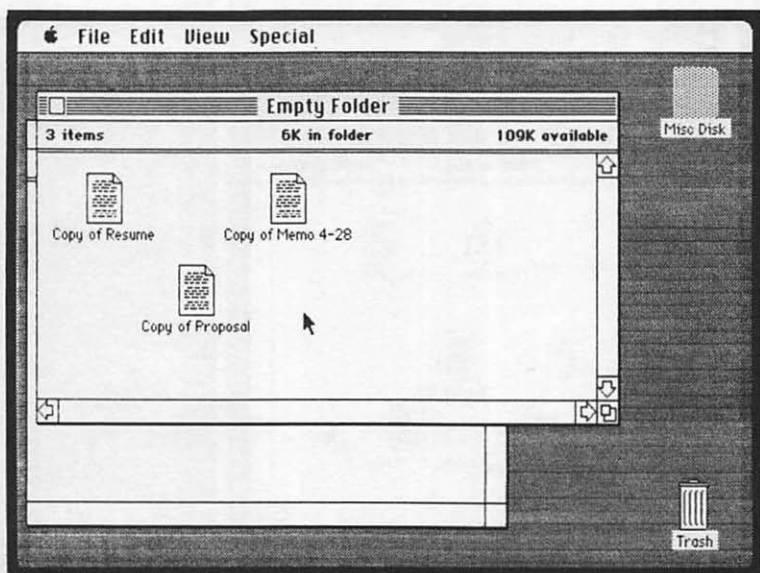 File Edit View Special
Empty Folder
3 items 6K in folder 109K available
Misc Disk
Copy of Resume Copy of Memo 4-28
Copy of Proposal
Trash